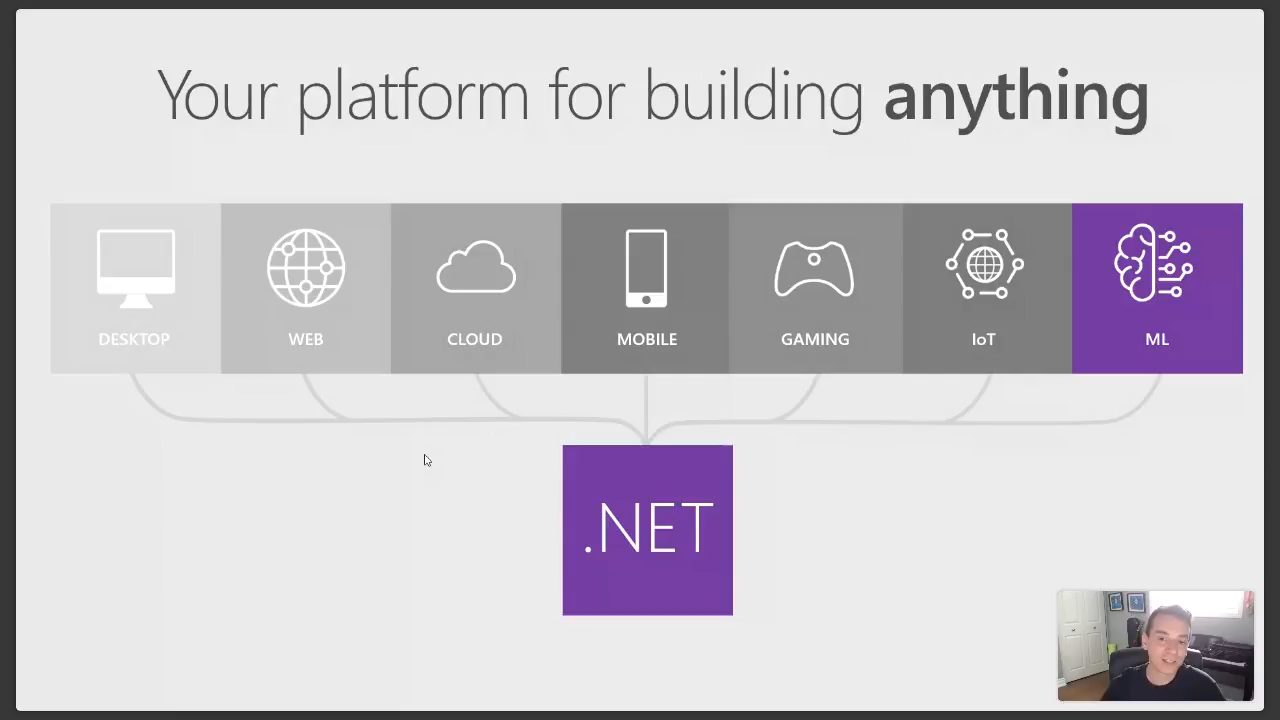 Your platform for building anything
DESKTOP
WEB
CLOUD
MOBILE
GAMING
IoT
ML
.NET